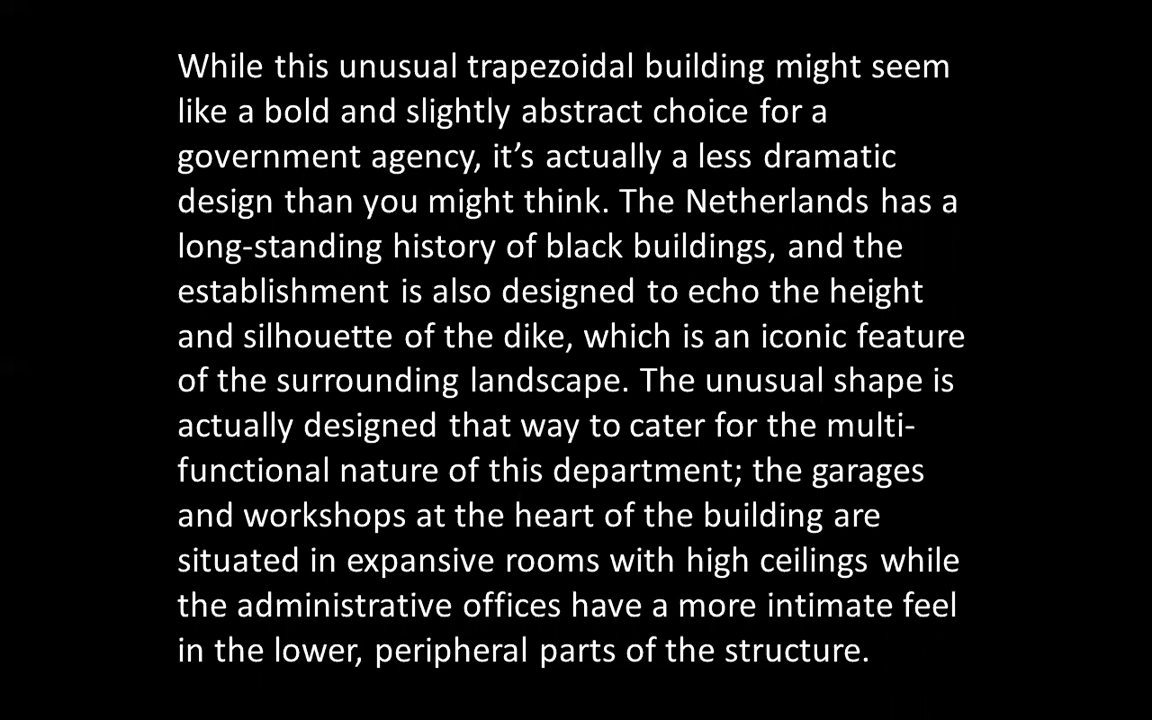 While this unusual trapezoidal building might seem
like a bold and slightly abstract choice for a
government agency, it’s actually a less dramatic
design than you might think. The Netherlands has a
long-standing history of black buildings, and the
establishment is also designed to echo the height
and silhouette of the dike, which is an iconic feature
of the surrounding landscape. The unusual shape is
actually designed that way to cater for the multi-
functional nature of this department; the garages
and workshops at the heart of the building are
situated in expansive rooms with high ceilings while
the administrative offices have a more intimate feel
in the lower, peripheral parts of the structure.